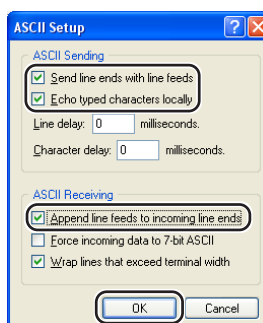 ASCII Setup
ASCII Sending
Send line ends with line feeds
Echo typed characters locally
Line delay: 0 milliseconds.
Character delay: 0 milliseconds.
ASCII Receiving
Append line feeds to incoming line ends
Force incoming data to 7-bit ASCII
Wrap lines that exceed terminal width
OK Cancel